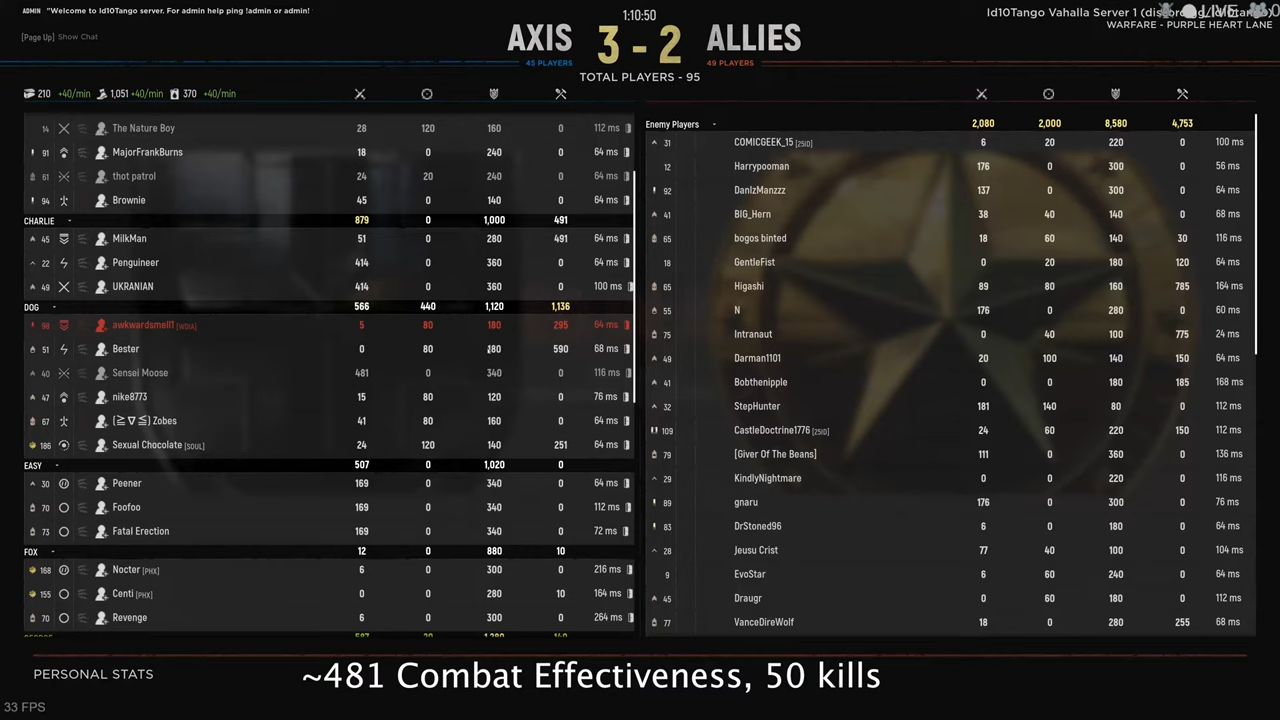 ADMIN "Welcome to Id10Tango Servers. For admin help ping !admin or admin!
[Page Up] Show Chat
1:10:50
AXIS 3 - 2 ALLIES
45 PLAYERS 49 PLAYERS
TOTAL PLAYERS - 95
LIVE 0
Id10Tango Vahalla Server 1
WARFARE - PURPLE HEART LANE
210 +40/min 1,051 +40/min 370 +40/min
14 The Nature Boy 28 120 160 0 112 ms
91 MajorFrankBurns 18 0 240 0 64 ms
61 thot patrol 24 20 240 0 64 ms
94 Brownie 45 0 140 0 64 ms
CHARLIE - 879 0 1,000 491
45 MilkMan 51 0 280 491 64 ms
22 Penguineer 414 0 360 0 64 ms
49 UKRANIAN 414 0 360 0 100 ms
DOG - 566 440 1,120 1,136
98 awkwardsmell1 [WDIA] 5 80 180 295 64 ms
51 Bester 0 80 180 590 68 ms
40 Sensei Moose 481 0 340 0 116 ms
47 nike8773 15 80 120 0 76 ms
67 (≧∇≦) Zobes 41 80 160 0 64 ms
186 Sexual Chocolate [SOUL] 24 120 140 251 64 ms
EASY - 507 0 1,020 0
30 Peener 169 0 340 0 64 ms
70 Foofoo 169 0 340 0 112 ms
73 Fatal Erection 169 0 340 0 72 ms
FOX - 12 0 880 10
168 Nocter [PHX] 6 0 300 0 216 ms
155 Centi [PHX] 0 0 280 10 164 ms
70 Revenge 6 0 300 0 264 ms
Enemy Players - 2,080 2,000 8,580 4,753
31 COMICGEEK_15 [25ID] 6 20 220 0 100 ms
12 Harrypooman 176 0 300 0 56 ms
92 DanIzManzzz 137 0 300 0 64 ms
41 BIG_Hern 38 40 140 0 68 ms
65 bogos binted 18 60 140 30 116 ms
18 GentleFist 0 20 180 120 64 ms
65 Higashi 89 80 160 785 164 ms
55 N 176 0 280 0 60 ms
75 Intranaut 0 40 100 775 24 ms
49 Darman1101 20 100 140 150 64 ms
41 Bobthenipple 0 0 180 185 168 ms
32 StepHunter 181 140 80 0 112 ms
109 CastleDoctrine1776 [25ID] 24 60 220 150 112 ms
79 [Giver Of The Beans] 111 0 360 0 136 ms
29 KindlyNightmare 0 0 220 0 116 ms
89 gnaru 176 0 300 0 76 ms
83 DrStoned96 6 0 180 0 64 ms
28 Jeusu Crist 77 40 100 0 104 ms
9 EvoStar 6 60 240 0 64 ms
45 Draugr 0 60 180 0 112 ms
77 VanceDireWolf 18 0 280 255 68 ms
PERSONAL STATS
~481 Combat Effectiveness, 50 kills
33 FPS